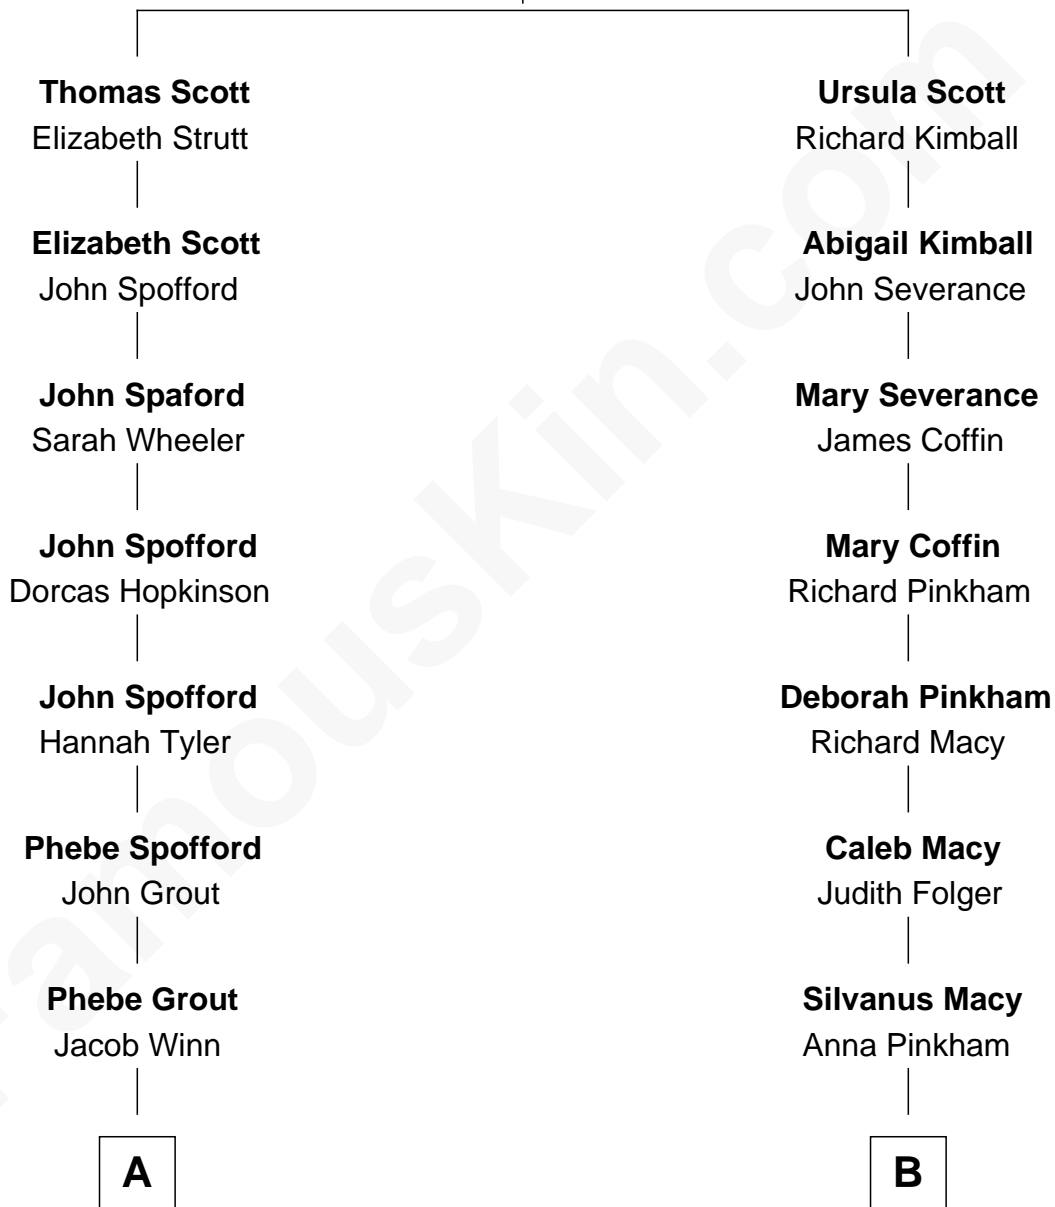 Thomas Scott
Elizabeth Strutt
Elizabeth Scott
John Spofford
John Spaford
Sarah Wheeler
John Spofford
Dorcas Hopkinson
John Spofford
Hannah Tyler
Phebe Spofford
John Grout
Phebe Grout
Jacob Winn
A
Ursula Scott
Richard Kimball
Abigail Kimball
John Severance
Mary Severance
James Coffin
Mary Coffin
Richard Pinkham
Deborah Pinkham
Richard Macy
Caleb Macy
Judith Folger
Silvanus Macy
Anna Pinkham
B
FamousKin.com